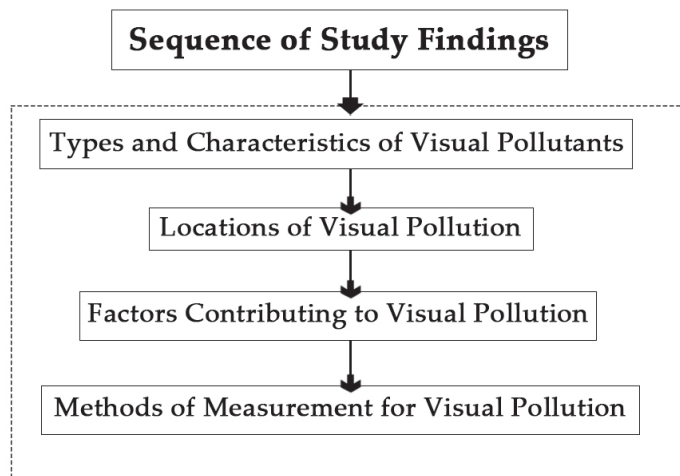 Sequence of Study Findings
Types and Characteristics of Visual Pollutants
Locations of Visual Pollution
Factors Contributing to Visual Pollution
Methods of Measurement for Visual Pollution